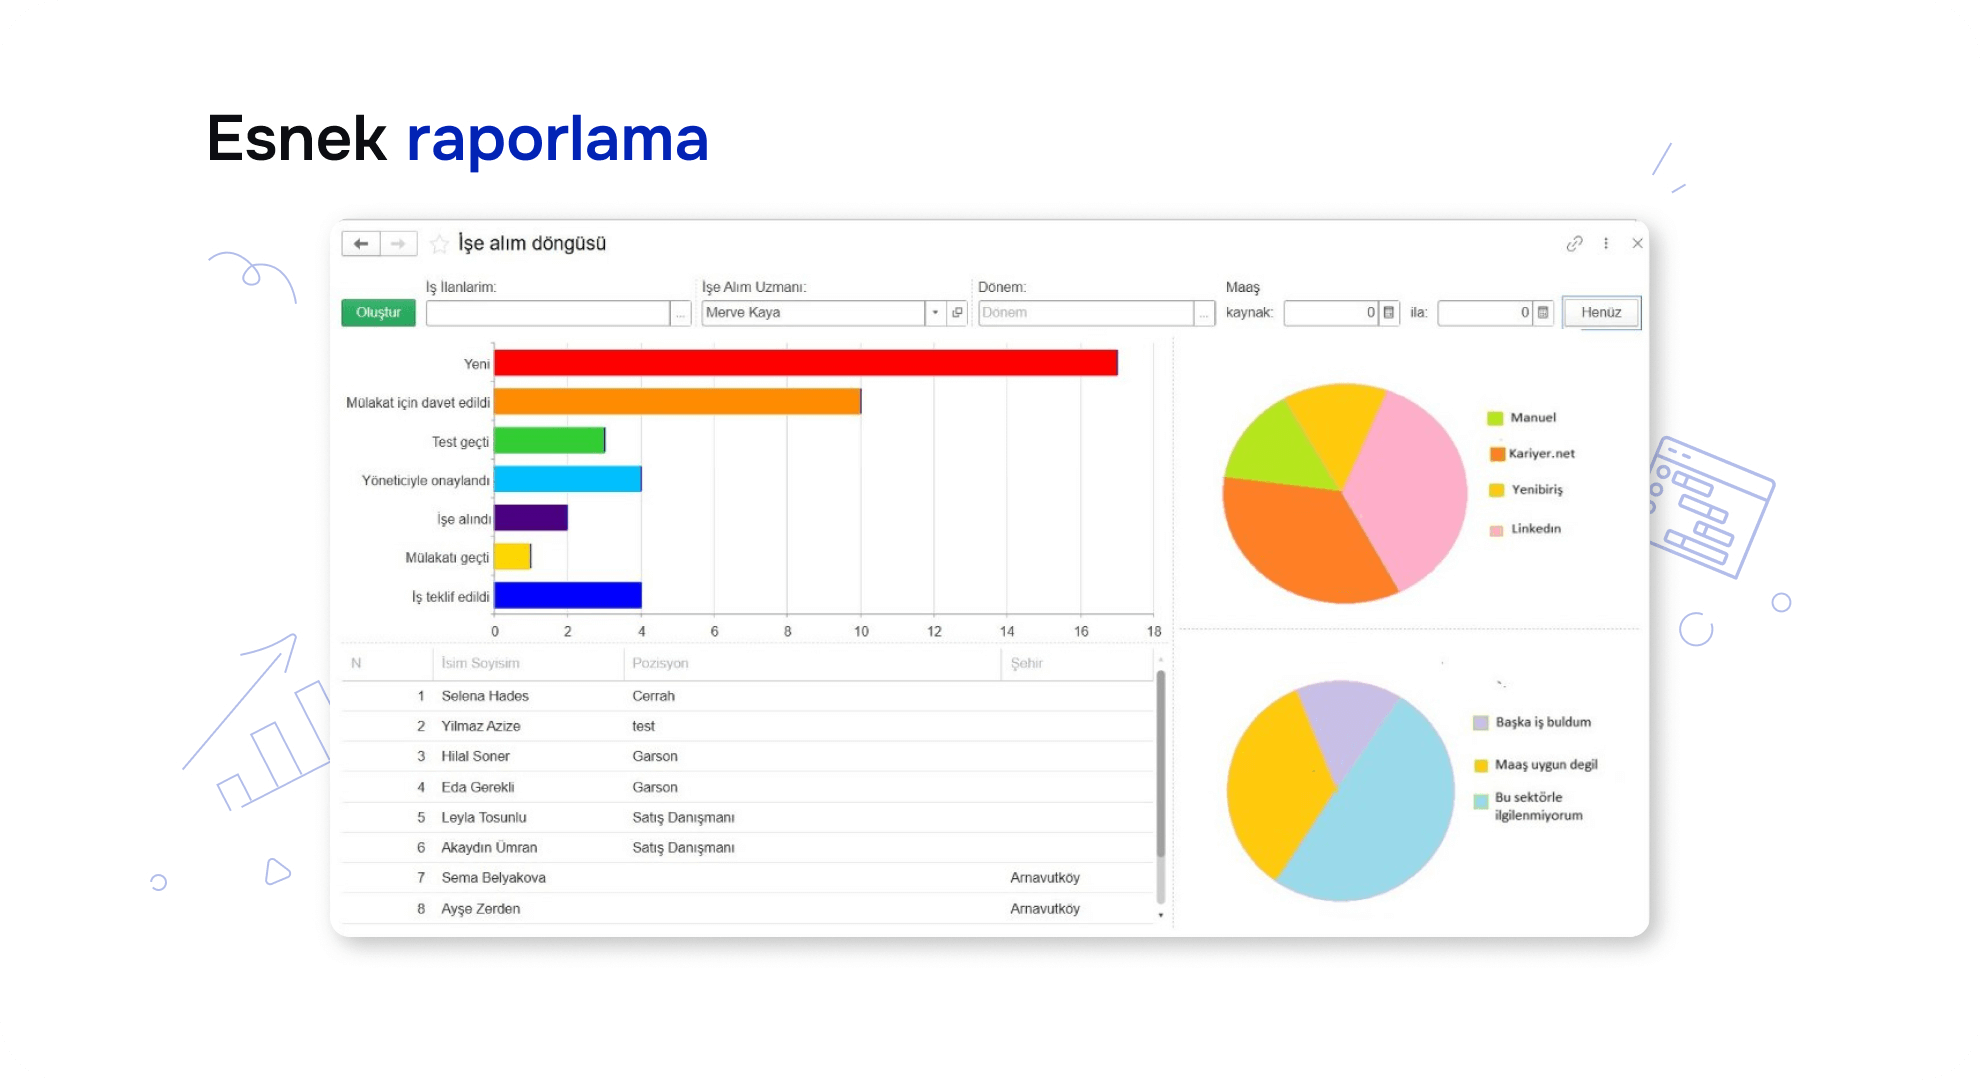 Esnek raporlama
İşe alım döngüsü
İş İlanlarim:
İşe Alım Uzmanı:
Dönem:
Maaş
Oluştur
...
Merve Kaya
Dönem
...
kaynak:
0
ila:
0
Henüz
Yeni
Mülakat için davet edildi
Test geçti
Yöneticiyle onaylandı
İşe alındı
Mülakatı geçti
İş teklif edildi
0 2 4 6 8 10 12 14 16 18
Manuel
Kariyer.net
Yenibiriş
Linkedın
N İsim Soyisim Pozisyon Şehir
1 Selena Hades Cerrah
2 Yilmaz Azize test
3 Hilal Soner Garson
4 Eda Gerekli Garson
5 Leyla Tosunlu Satış Danışmanı
6 Akaydın Ümran Satış Danışmanı
7 Sema Belyakova Arnavutköy
8 Ayşe Zerden Arnavutköy
Başka iş buldum
Maaş uygun degil
Bu sektörle
ilgilenmiyorum